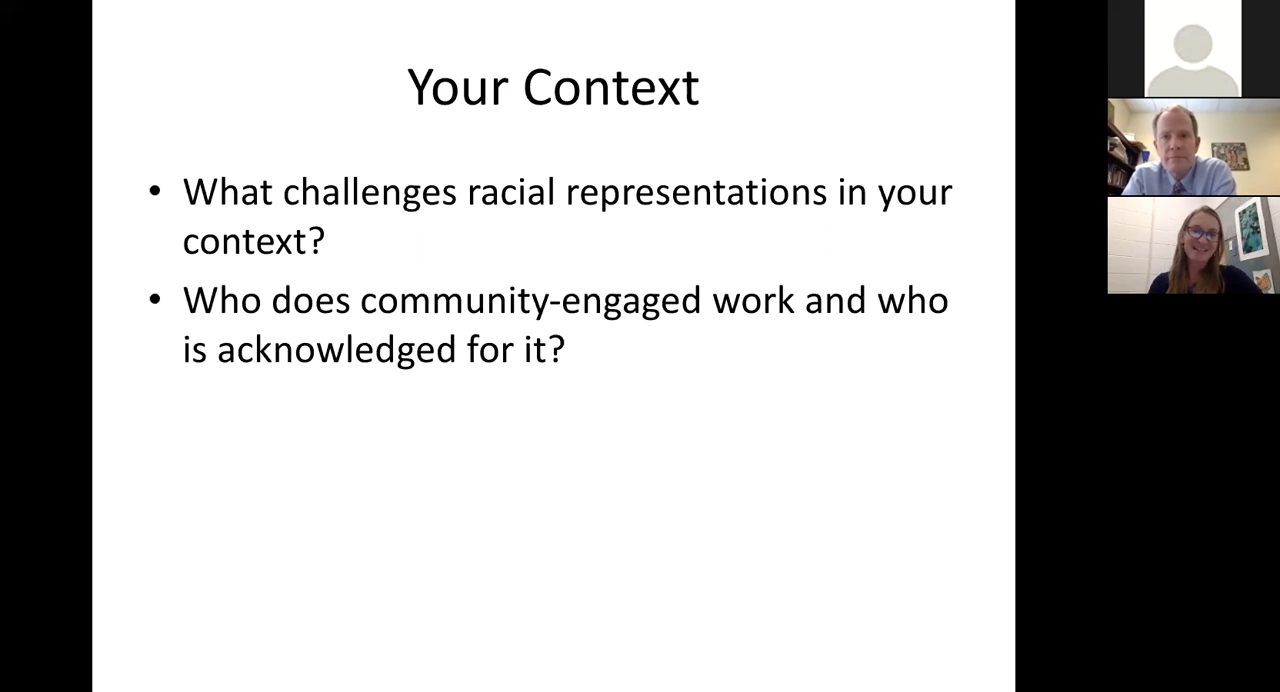 Your Context
• What challenges racial representations in your
context?
• Who does community-engaged work and who
is acknowledged for it?